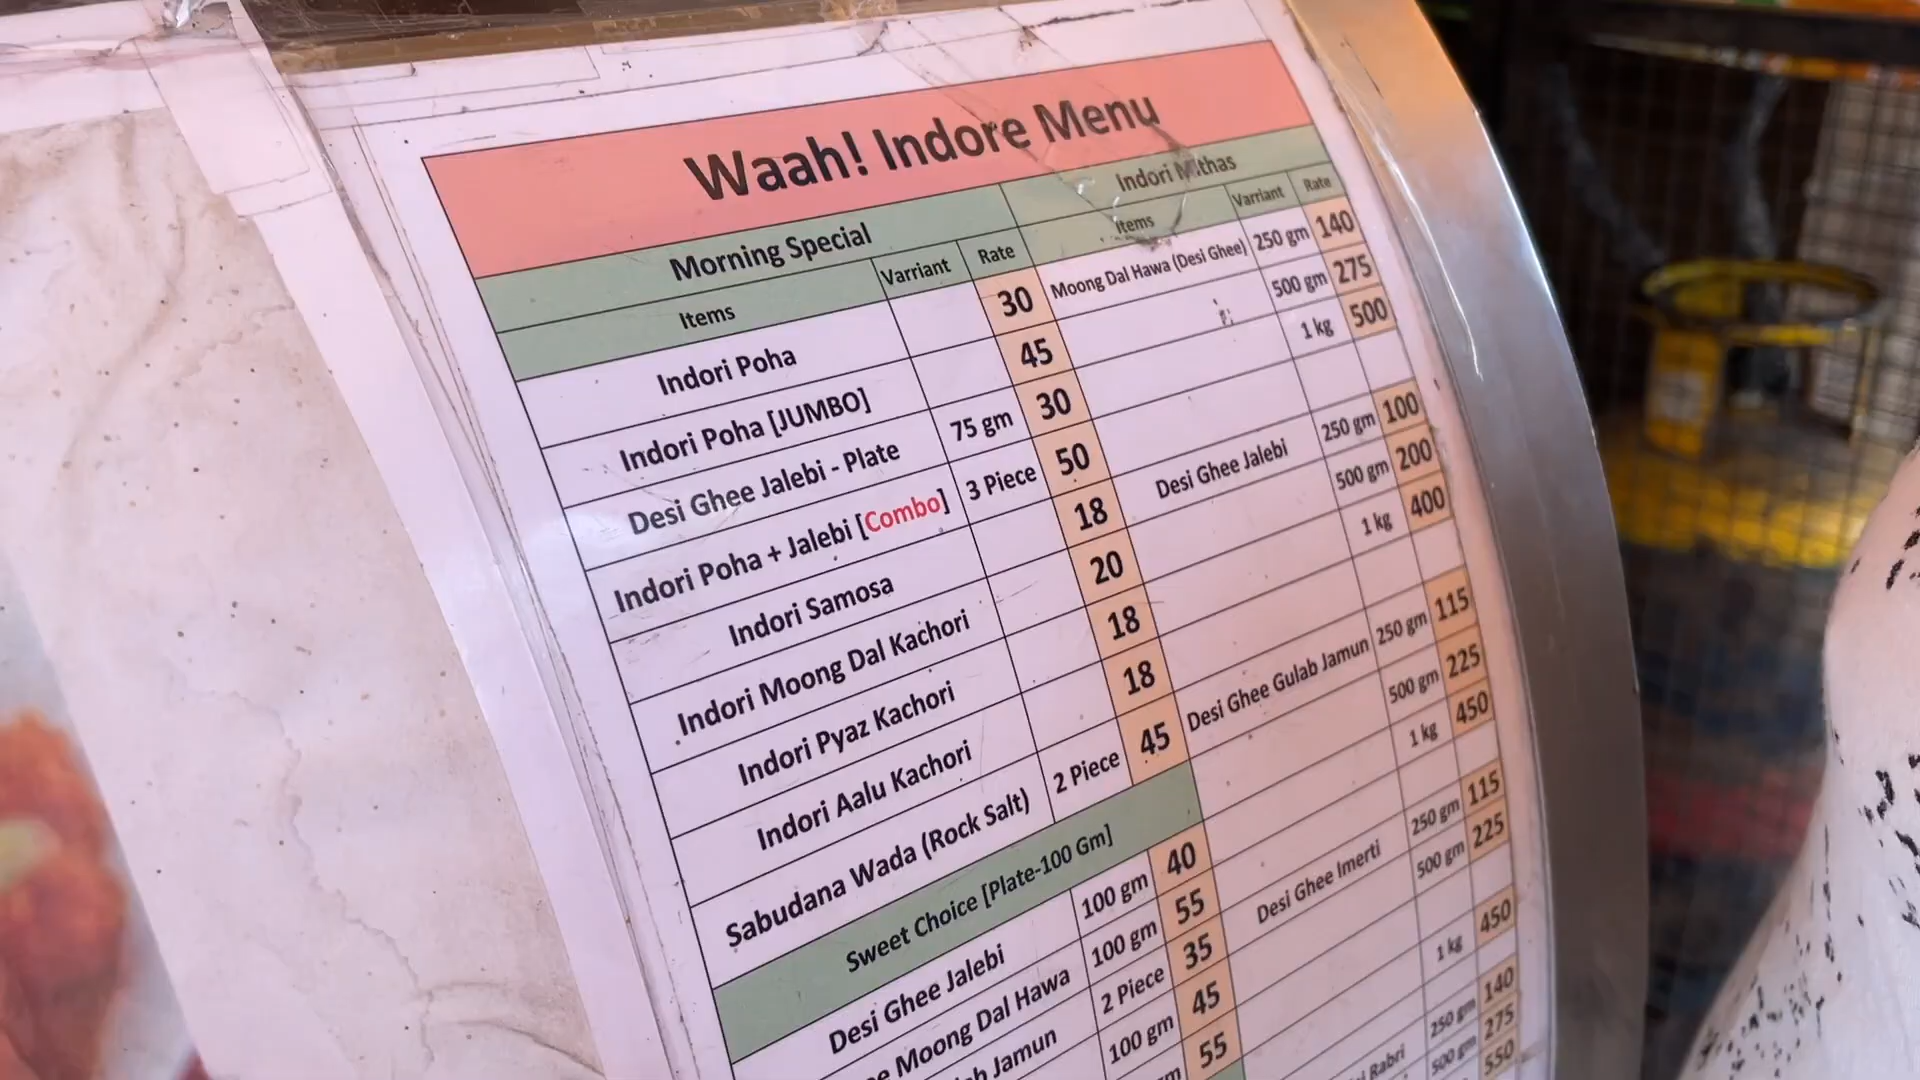 Waah! Indore Menu
Morning Special
Items Varriant Rate
Indori Poha 30
Indori Poha [JUMBO] 45
Desi Ghee Jalebi - Plate 75 gm 30
Indori Poha + Jalebi [Combo] 3 Piece 50
Indori Samosa 18
Indori Moong Dal Kachori 20
Indori Pyaz Kachori 18
Indori Aalu Kachori 18
Sabudana Wada (Rock Salt) 2 Piece 45
Sweet Choice [Plate-100 Gm]
Desi Ghee Jalebi 100 gm 40
Moong Dal Hawa 100 gm 55
Jamun 2 Piece 35
100 gm 45
55
Indori
Items Varriant Rate
Moong Dal Hawa (Desi Ghee) 250 gm 140
500 gm 275
1 kg 500
Desi Ghee Jalebi 250 gm 100
500 gm 200
1 kg 400
Desi Ghee Gulab Jamun 250 gm 115
500 gm 225
1 kg 450
Desi Ghee Imerti 250 gm 115
500 gm 225
1 kg 450
Rabri 250 gm 140
500 gm 275
550